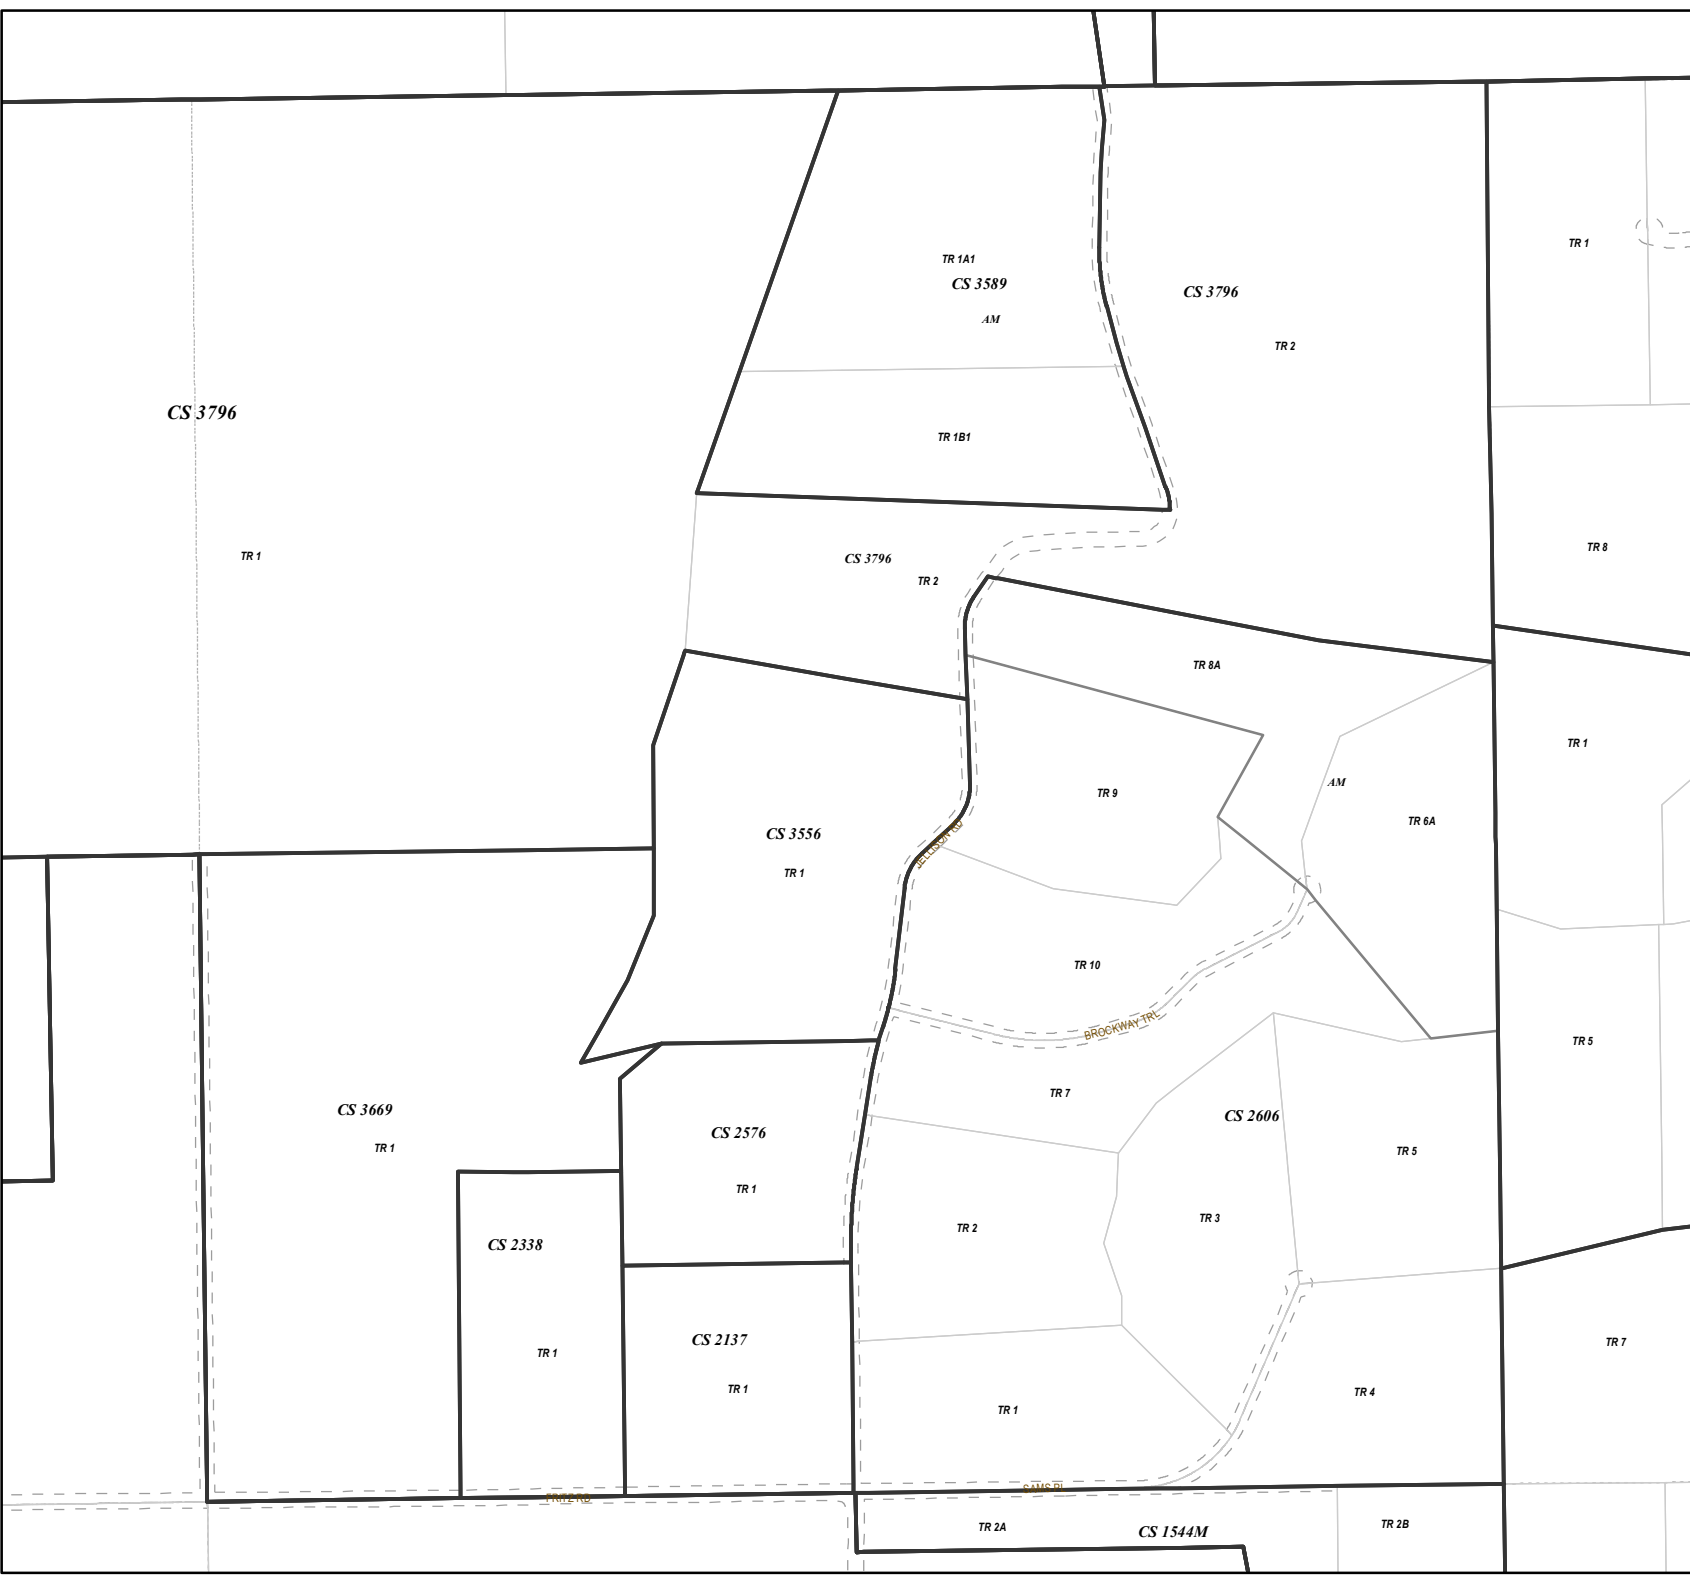 TR 1
TR 1A1
CS 3589
CS 3796
AM
TR 2
CS 3796
TR 1B1
TR 1
TR 8
CS 3796
TR 2
TR 8A
TR 1
AM
TR 9
TR 6A
CS 3556
JELLISON RD
TR 1
TR 10
BROCKWAY TRL
TR 5
TR 7
CS 3669
CS 2606
CS 2576
TR 1
TR 5
TR 1
TR 3
TR 2
CS 2338
CS 2137
TR 7
TR 1
TR 1
TR 4
TR 1
SAMS PL
FRITZ RD
TR 2A
CS 1544M
TR 2B